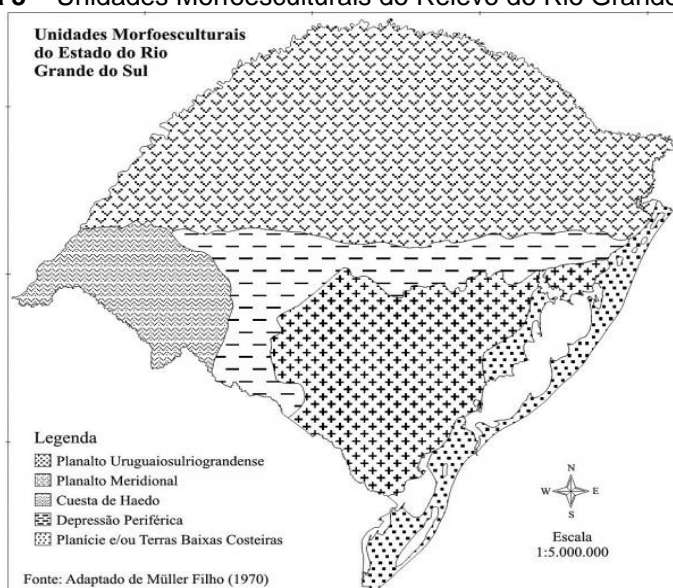 Unidades Morfoesculturais do Relevo do Rio Grande
Unidades Morfoesculturais
do Estado do Rio
Grande do Sul
Legenda
Planalto Uruguaiosulriograndense
Planalto Meridional
Cuesta de Haedo
Depressão Periférica
Planície e/ou Terras Baixas Costeiras
N
W E
S
Escala
1:5.000.000
Fonte: Adaptado de Müller Filho (1970)